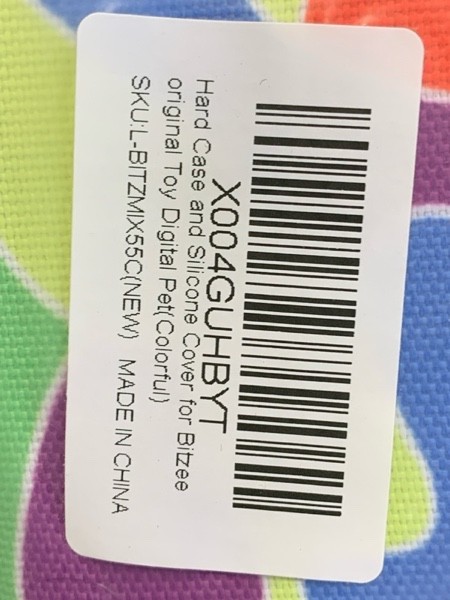 X004GUHBYT
Hard Case and Silicone Cover for Bitzee
original Toy Digital Pet(Colorful)
SKU:L-BITZMIX55C(NEW) MADE IN CHINA